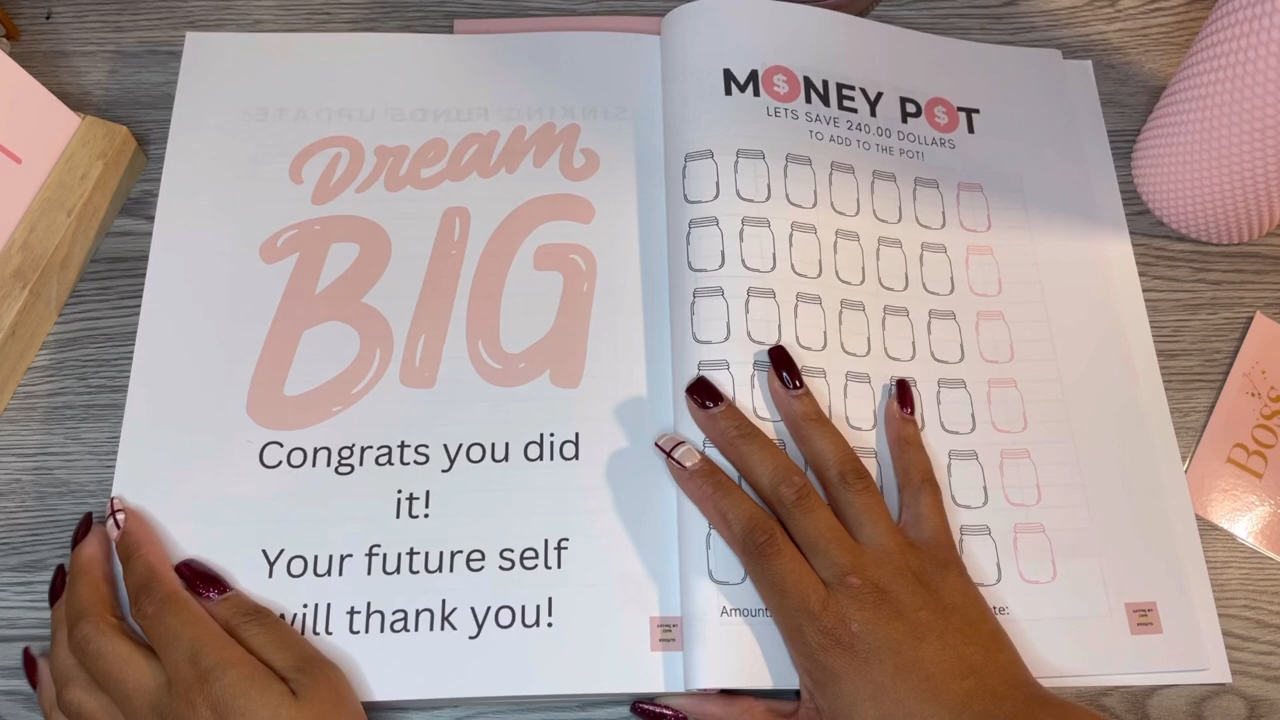 Dream
BIG
Congrats you did
it!
Your future self
will thank you!
MONEY POT
LETS SAVE 240.00 DOLLARS
TO ADD TO THE POT!
Amount:
te:
Boss